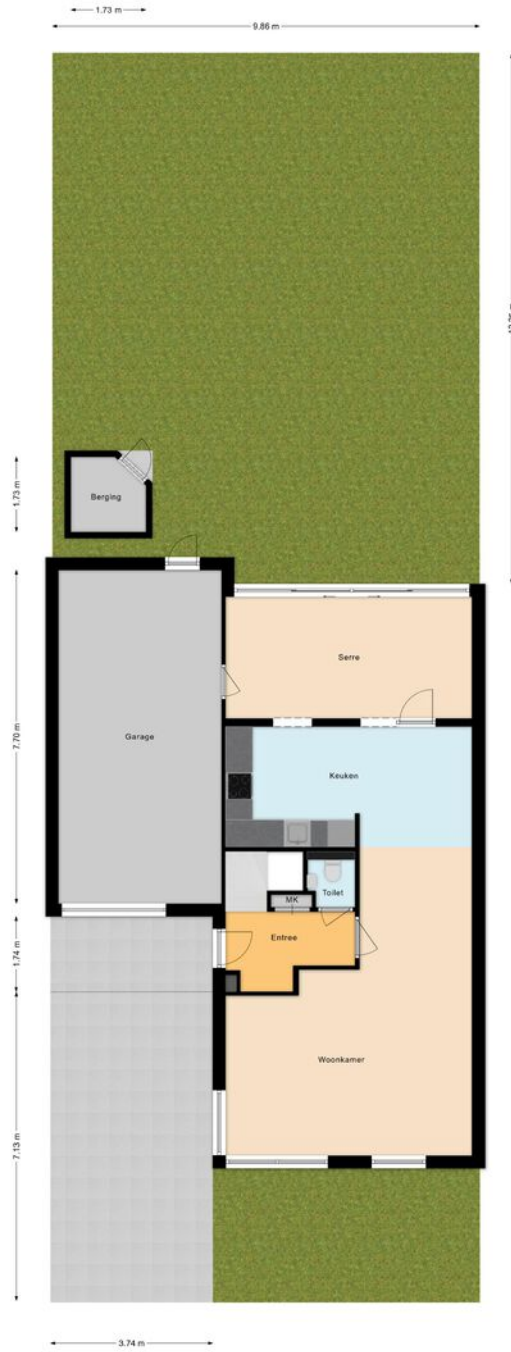 1.73 m
9.86 m
1.73 m
Berging
Serre
7.70 m
Garage
Keuken
Toilet
MK
1.74 m
Entree
Woonkamer
7.13 m
3.74 m